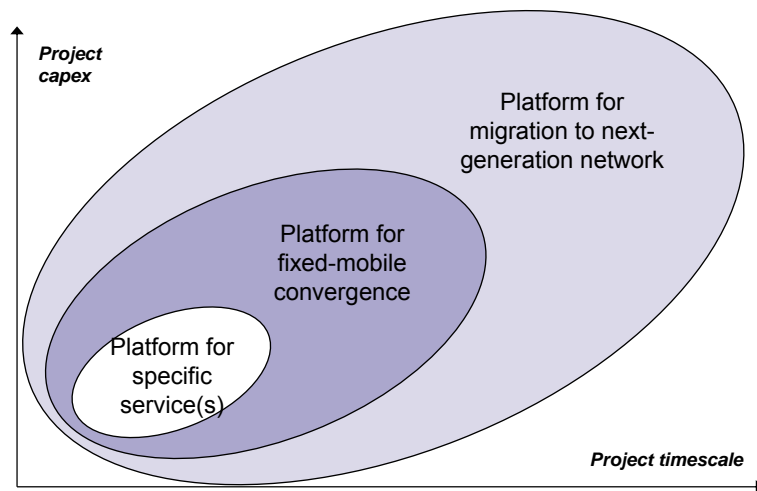 Project
capex
Platform for
migration to next-
generation network
Platform for
fixed-mobile
convergence
Platform for
specific
service(s)
Project timescale